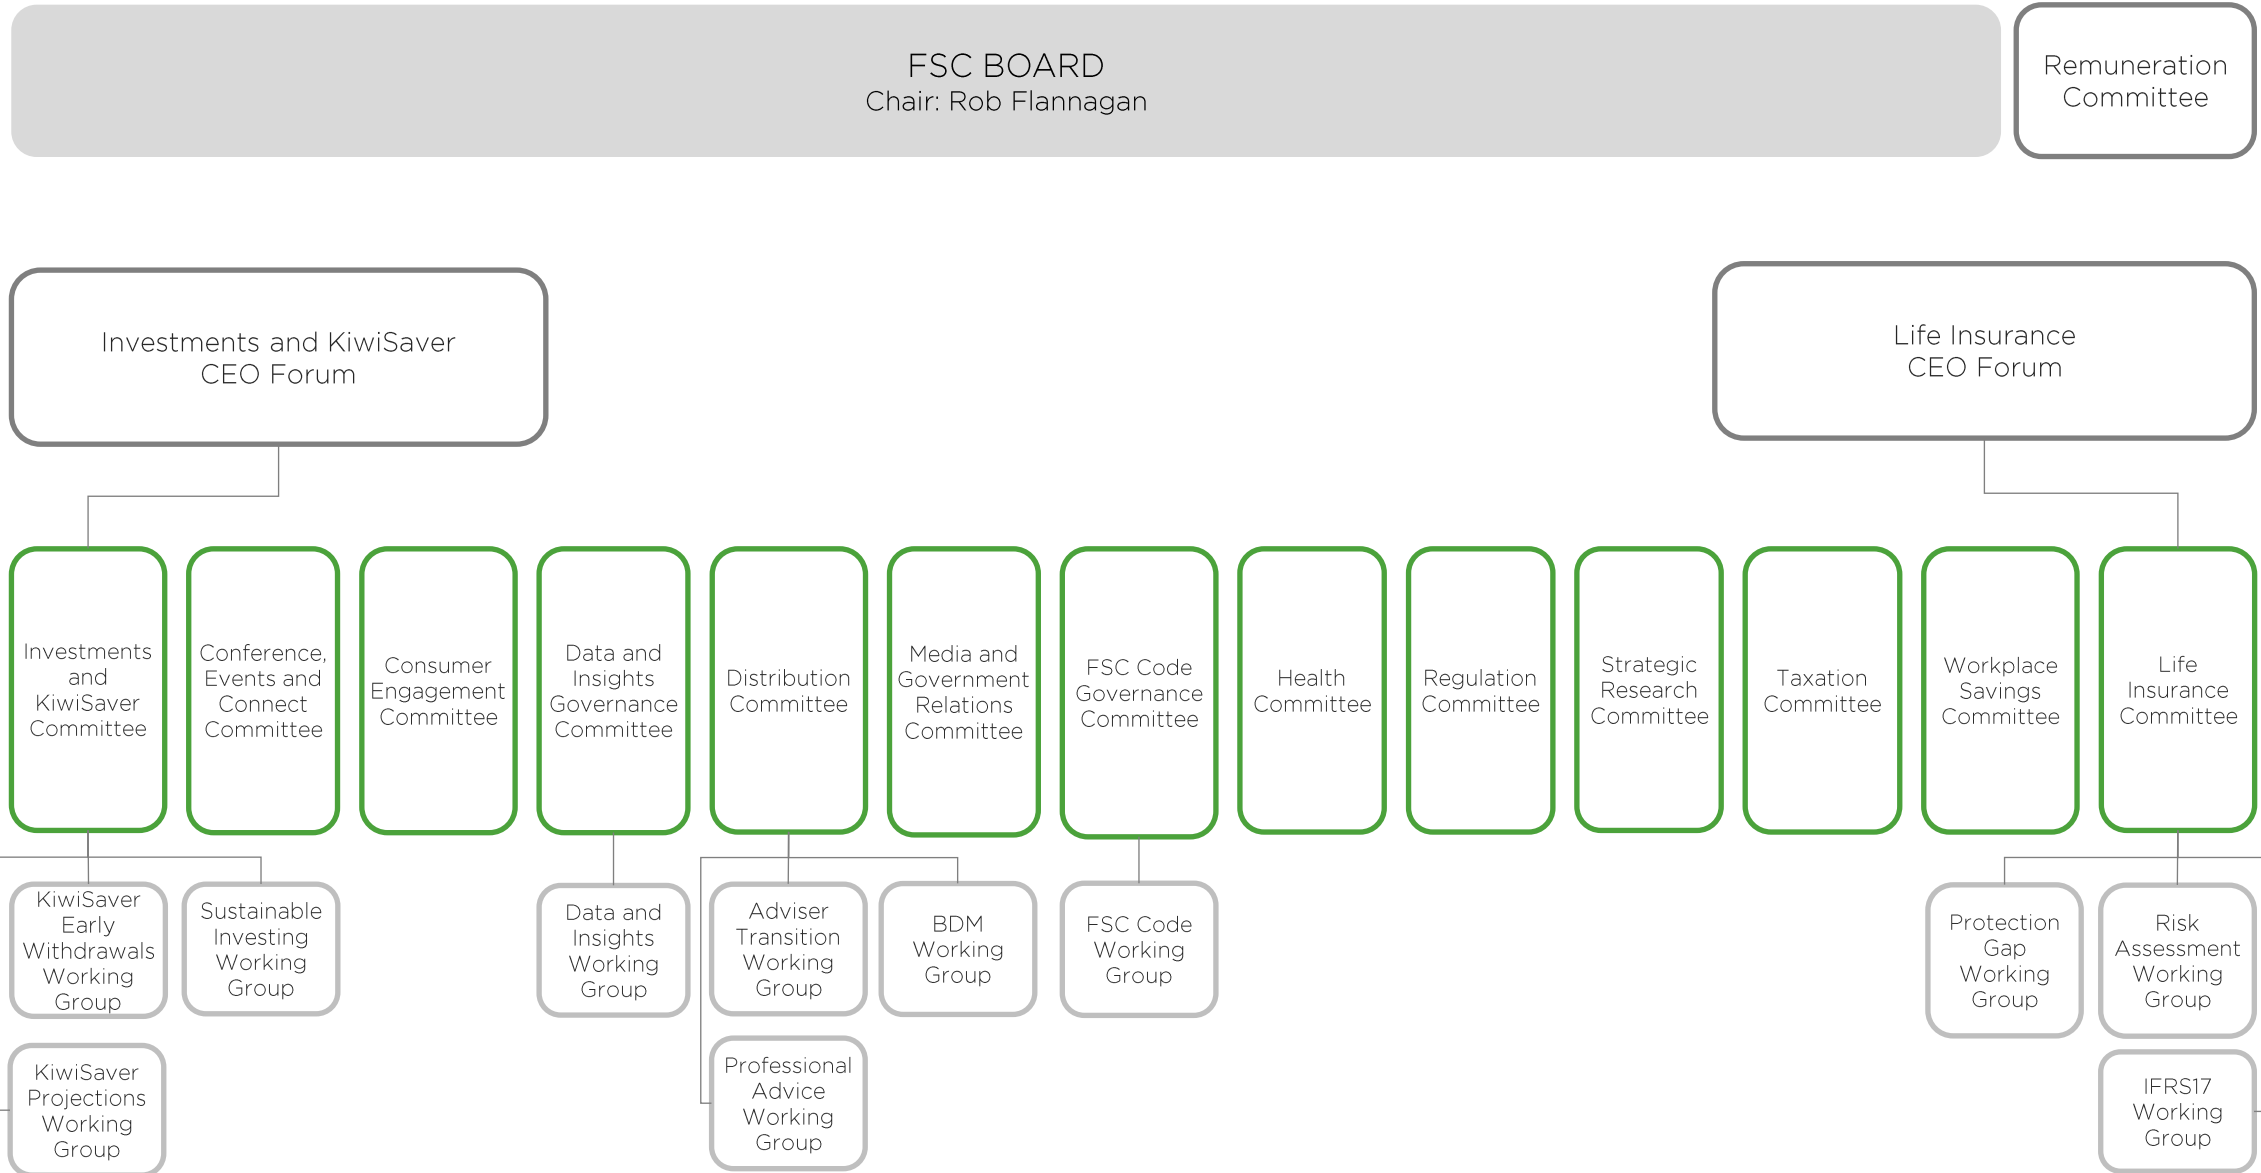 FSC BOARD
Chair: Rob Flannagan
Remuneration
Committee
Investments and KiwiSaver
CEO Forum
Life Insurance
CEO Forum
Investments
and
KiwiSaver
Committee
Conference,
Events and
Connect
Committee
Consumer
Engagement
Committee
Data and
Insights
Governance
Committee
Distribution
Committee
Media and
Government
Relations
Committee
FSC Code
Governance
Committee
Health
Committee
Regulation
Committee
Strategic
Research
Committee
Taxation
Committee
Workplace
Savings
Committee
Life
Insurance
Committee
KiwiSaver
Early
Withdrawals
Working
Group
Sustainable
Investing
Working
Group
Data and
Insights
Working
Group
Adviser
Transition
Working
Group
BDM
Working
Group
FSC Code
Working
Group
Protection
Gap
Working
Group
Risk
Assessment
Working
Group
KiwiSaver
Projections
Working
Group
Professional
Advice
Working
Group
IFRS17
Working
Group